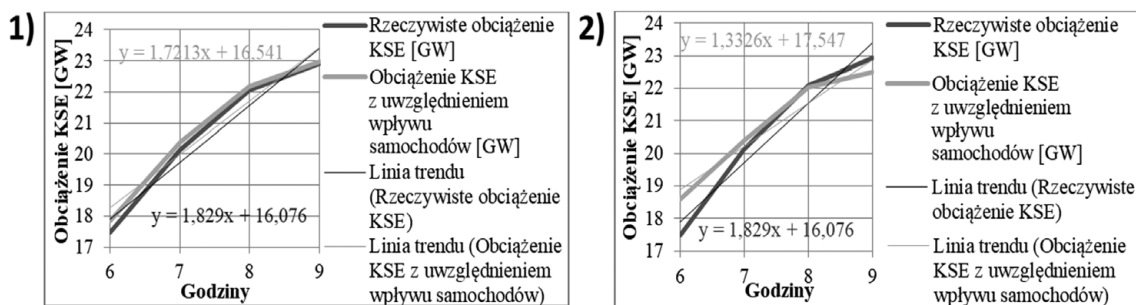 1)
Obciążenie KSE [GW]
24
23
22
21
20
19
18
17
y = 1,7213x + 16,541
y = 1,829x + 16,076
6
7
8
9
Godziny
Rzeczywiste obciążenie
KSE [GW]
Obciążenie KSE
z uwzględnieniem
wpływu
samochodów [GW]
Linia trendu
(Rzeczywiste obciążenie
KSE)
Linia trendu (Obciążenie
KSE z uwzględnieniem
wpływu samochodów)
2)
Obciążenie KSE [GW]
24
23
22
21
20
19
18
17
y = 1,3326x + 17,547
y = 1,829x + 16,076
6
7
8
9
Godziny
Rzeczywiste obciążenie
KSE [GW]
Obciążenie KSE
z uwzględnieniem
wpływu
samochodów [GW]
Linia trendu (Rzeczywiste
obciążenie KSE)
Linia trendu (Obciążenie
KSE z uwzględnieniem
wpływu samochodów)